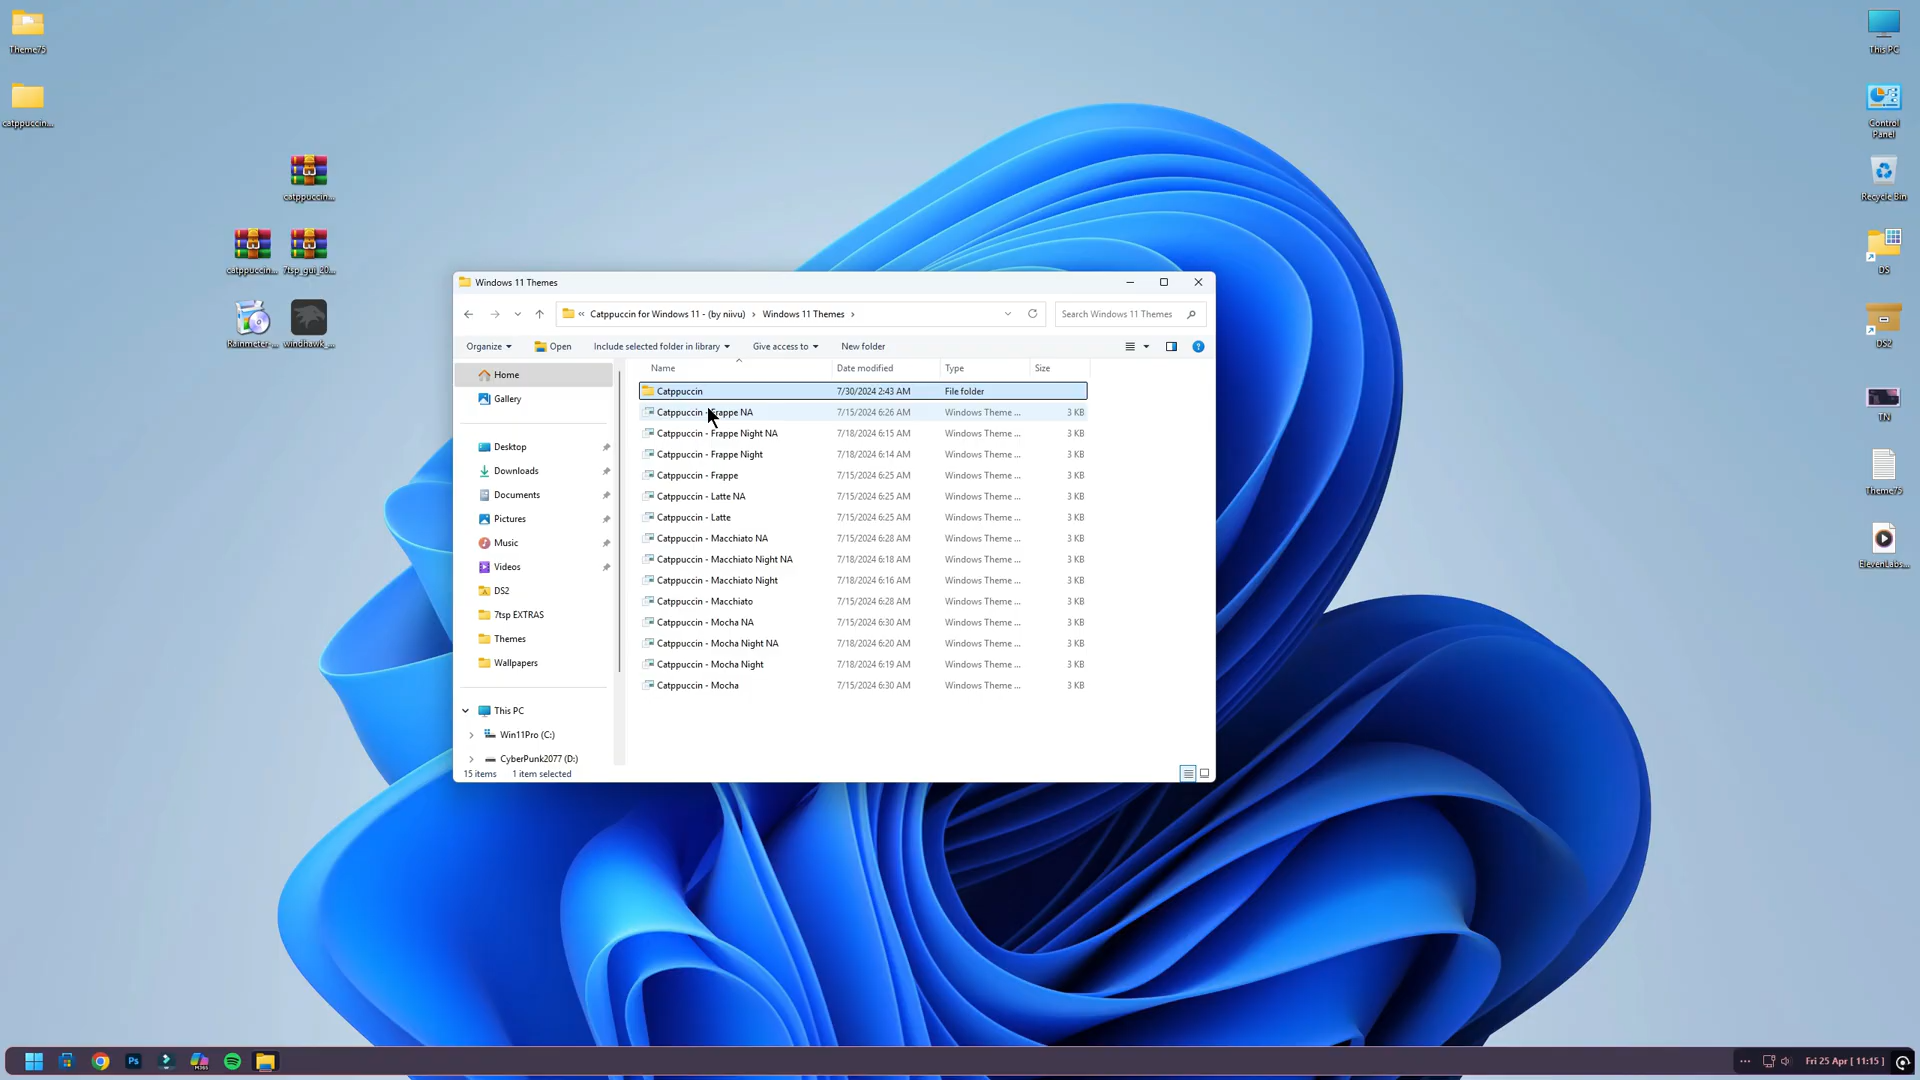 Theme75
catppuccin...
catppuccin...
catppuccin...
7tsp_gui_20...
Rainmeter-...
windhawk_...
This PC
Control Panel
Recycle Bin
DS
DS2
TN
Theme75
ElevenLabs...
Windows 11 Themes
« Catppuccin for Windows 11 - (by niivu) > Windows 11 Themes >
Search Windows 11 Themes
Organize
Open
Include selected folder in library
Give access to
New folder
Home
Gallery
Desktop
Downloads
Documents
Pictures
Music
Videos
DS2
7tsp EXTRAS
Themes
Wallpapers
This PC
Win11Pro (C:)
CyberPunk2077 (D:)
Name Date modified Type Size
Catppuccin 7/30/2024 2:43 AM File folder
Catppuccin - Frappe NA 7/15/2024 6:26 AM Windows Theme ... 3 KB
Catppuccin - Frappe Night NA 7/18/2024 6:15 AM Windows Theme ... 3 KB
Catppuccin - Frappe Night 7/18/2024 6:14 AM Windows Theme ... 3 KB
Catppuccin - Frappe 7/15/2024 6:25 AM Windows Theme ... 3 KB
Catppuccin - Latte NA 7/15/2024 6:25 AM Windows Theme ... 3 KB
Catppuccin - Latte 7/15/2024 6:25 AM Windows Theme ... 3 KB
Catppuccin - Macchiato NA 7/15/2024 6:28 AM Windows Theme ... 3 KB
Catppuccin - Macchiato Night NA 7/18/2024 6:18 AM Windows Theme ... 3 KB
Catppuccin - Macchiato Night 7/18/2024 6:16 AM Windows Theme ... 3 KB
Catppuccin - Macchiato 7/15/2024 6:28 AM Windows Theme ... 3 KB
Catppuccin - Mocha NA 7/15/2024 6:30 AM Windows Theme ... 3 KB
Catppuccin - Mocha Night NA 7/18/2024 6:20 AM Windows Theme ... 3 KB
Catppuccin - Mocha Night 7/18/2024 6:19 AM Windows Theme ... 3 KB
Catppuccin - Mocha 7/15/2024 6:30 AM Windows Theme ... 3 KB
15 items 1 item selected
Ps
M365
Fri 25 Apr [ 11:15 ]